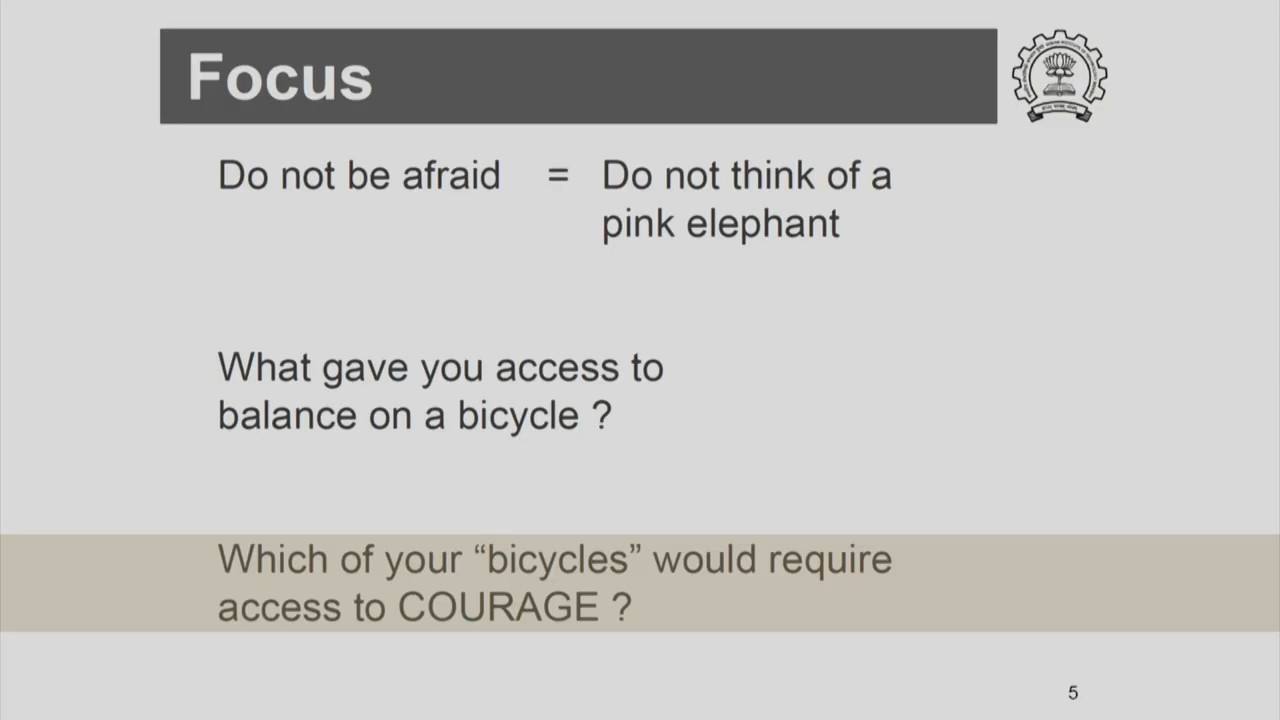 Focus
Do not be afraid = Do not think of a
pink elephant
What gave you access to
balance on a bicycle ?
Which of your “bicycles” would require
access to COURAGE ?
5